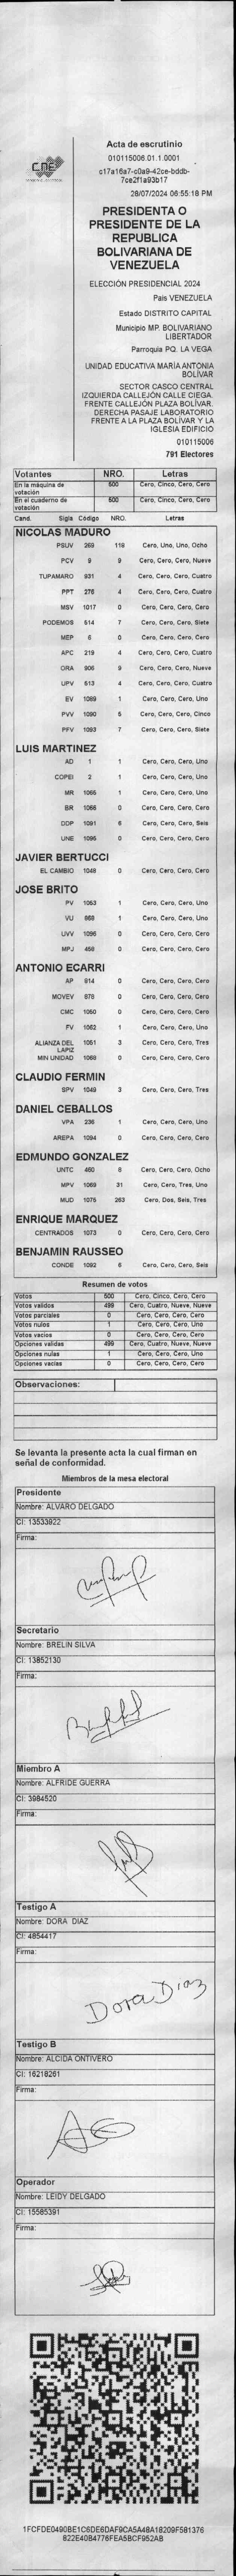 CNE
Acta de escrutinio
010115006.01.1.0001
c17a16a7-c0a9-42ce-bddb-
7ce2f1a93b17
28/07/2024 06:55:18 PM
PRESIDENTA O
PRESIDENTE DE LA
REPUBLICA
BOLIVARIANA DE
VENEZUELA
ELECCIÓN PRESIDENCIAL 2024
País VENEZUELA
Estado DISTRITO CAPITAL
Municipio MP. BOLIVARIANO
LIBERTADOR
Parroquia PQ. LA VEGA
UNIDAD EDUCATIVA MARÍA ANTONIA
BOLÍVAR
SECTOR CASCO CENTRAL
IZQUIERDA CALLEJÓN CALLE CIEGA.
FRENTE CALLEJÓN PLAZA BOLÍVAR.
DERECHA PASAJE LABORATORIO
FRENTE A LA PLAZA BOLÍVAR Y LA
IGLESIA EDIFICIO
010115006
791 Electores
Votantes NRO. Letras
En la máquina de votación 500 Cero, Cinco, Cero, Cero
En el cuaderno de votación 500 Cero, Cinco, Cero, Cero
Cand. Sigla Código NRO. Letras
NICOLAS MADURO
PSUV 269 118 Cero, Uno, Uno, Ocho
PCV 9 9 Cero, Cero, Cero, Nueve
TUPAMARO 931 4 Cero, Cero, Cero, Cuatro
PPT 276 4 Cero, Cero, Cero, Cuatro
MSV 1017 0 Cero, Cero, Cero, Cero
PODEMOS 514 7 Cero, Cero, Cero, Siete
MEP 6 0 Cero, Cero, Cero, Cero
APC 219 4 Cero, Cero, Cero, Cuatro
ORA 906 9 Cero, Cero, Cero, Nueve
UPV 513 4 Cero, Cero, Cero, Cuatro
EV 1089 1 Cero, Cero, Cero, Uno
PVV 1090 5 Cero, Cero, Cero, Cinco
PFV 1093 7 Cero, Cero, Cero, Siete
LUIS MARTINEZ
AD 1 1 Cero, Cero, Cero, Uno
COPEI 2 1 Cero, Cero, Cero, Uno
MR 1065 1 Cero, Cero, Cero, Uno
BR 1066 0 Cero, Cero, Cero, Cero
DDP 1091 6 Cero, Cero, Cero, Seis
UNE 1095 0 Cero, Cero, Cero, Cero
JAVIER BERTUCCI
EL CAMBIO 1048 0 Cero, Cero, Cero, Cero
JOSE BRITO
PV 1053 1 Cero, Cero, Cero, Uno
VU 868 1 Cero, Cero, Cero, Uno
UVV 1096 0 Cero, Cero, Cero, Cero
MPJ 458 0 Cero, Cero, Cero, Cero
ANTONIO ECARRI
AP 814 0 Cero, Cero, Cero, Cero
MOVEV 878 0 Cero, Cero, Cero, Cero
CMC 1050 0 Cero, Cero, Cero, Cero
FV 1052 1 Cero, Cero, Cero, Uno
ALIANZA DEL LAPIZ 1051 3 Cero, Cero, Cero, Tres
MIN UNIDAD 1068 0 Cero, Cero, Cero, Cero
CLAUDIO FERMIN
SPV 1049 3 Cero, Cero, Cero, Tres
DANIEL CEBALLOS
VPA 236 1 Cero, Cero, Cero, Uno
AREPA 1094 0 Cero, Cero, Cero, Cero
EDMUNDO GONZALEZ
UNTC 460 8 Cero, Cero, Cero, Ocho
MPV 1069 31 Cero, Cero, Tres, Uno
MUD 1075 263 Cero, Dos, Seis, Tres
ENRIQUE MARQUEZ
CENTRADOS 1073 0 Cero, Cero, Cero, Cero
BENJAMIN RAUSSEO
CONDE 1092 6 Cero, Cero, Cero, Seis
Resumen de votos
Votos 500 Cero, Cinco, Cero, Cero
Votos validos 499 Cero, Cuatro, Nueve, Nueve
Votos parciales 0 Cero, Cero, Cero, Cero
Votos nulos 1 Cero, Cero, Cero, Uno
Votos vacios 0 Cero, Cero, Cero, Cero
Opciones validas 499 Cero, Cuatro, Nueve, Nueve
Opciones nulas 1 Cero, Cero, Cero, Uno
Opciones vacias 0 Cero, Cero, Cero, Cero
Observaciones:
Se levanta la presente acta la cual firman en
señal de conformidad.
Miembros de la mesa electoral
Presidente
Nombre: ALVARO DELGADO
CI: 13533922
Firma:
Secretario
Nombre: BRELIN SILVA
CI: 13852130
Firma:
Miembro A
Nombre: ALFRIDE GUERRA
CI: 3984520
Firma:
Testigo A
Nombre: DORA DIAZ
CI: 4854417
Firma:
Dora Diaz
Testigo B
Nombre: ALCIDA ONTIVERO
CI: 16218261
Firma:
Operador
Nombre: LEIDY DELGADO
CI: 15585391
Firma:
1FCFDE0490BE1C6DE6DAF9CA5A48A18209F581376
822E40B4776FEA5BCF952AB